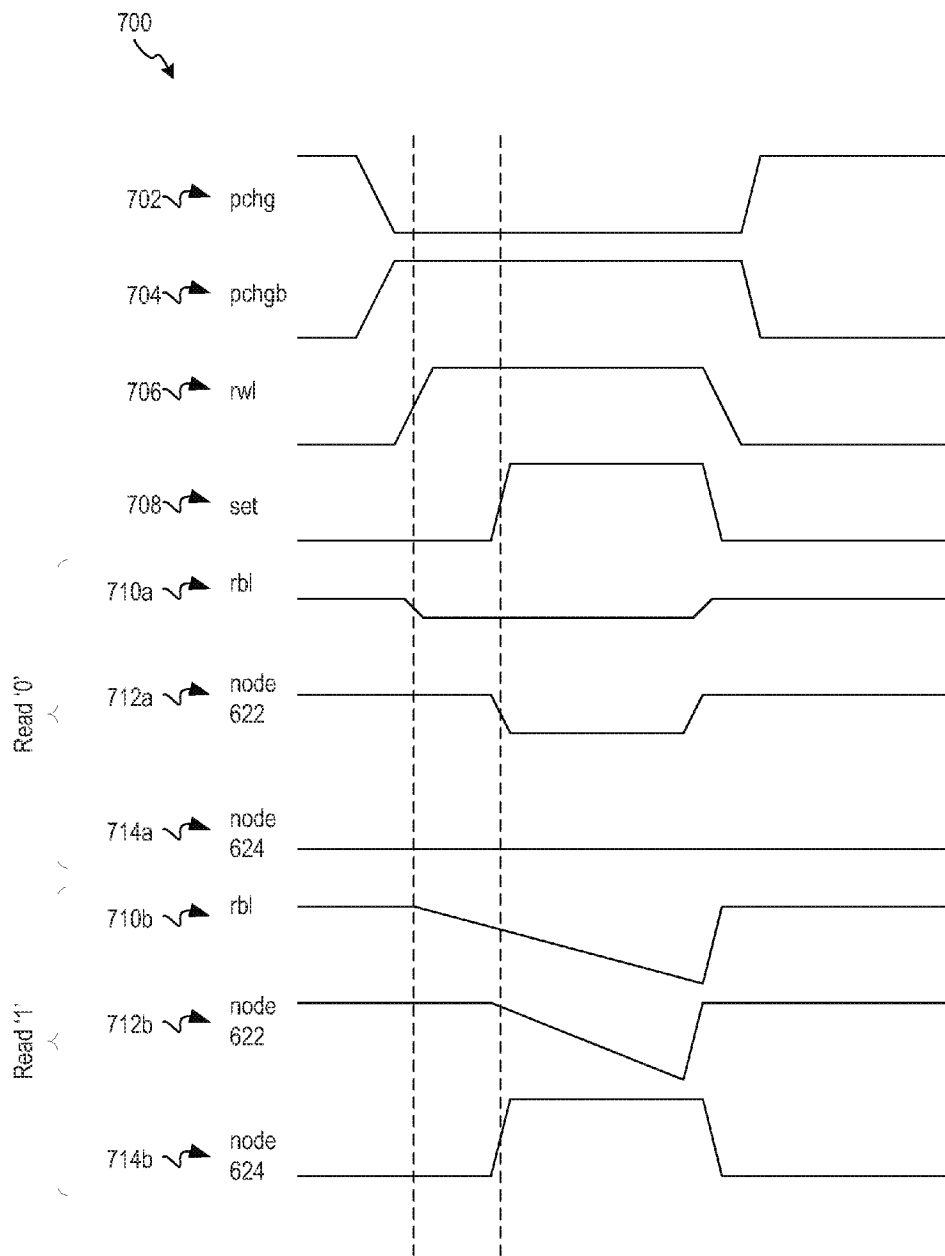 700
702 pchg
704 pchgb
706 rwl
708 set
710a rbl
712a node
622
Read ‘0’
714a node
624
710b rbl
712b node
622
Read ‘1’
714b node
624